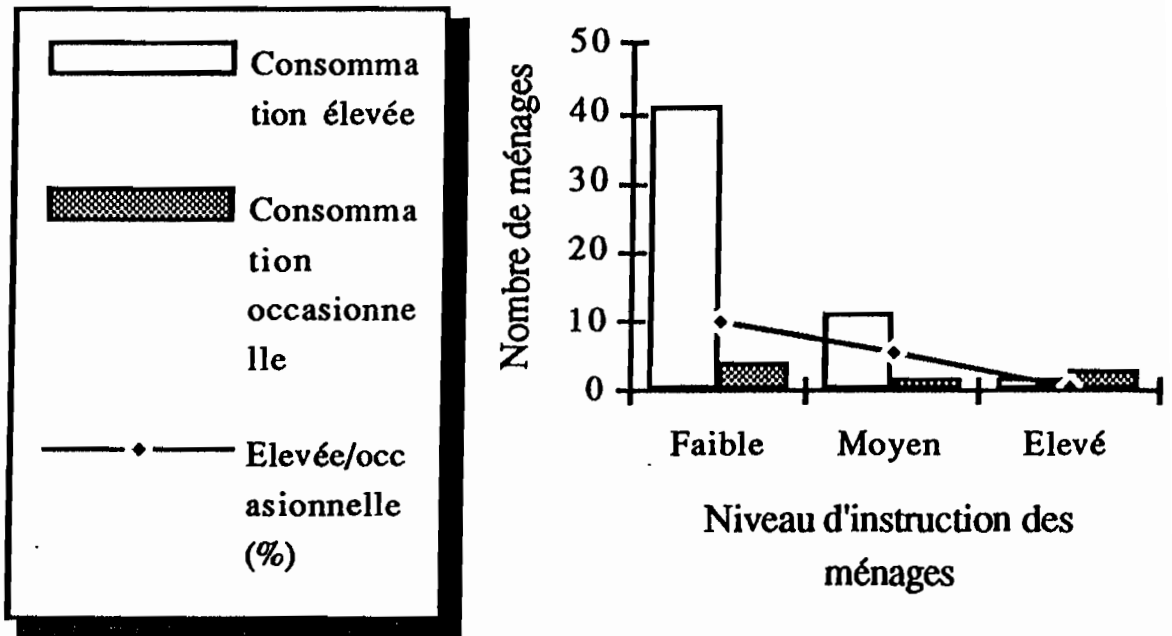 Consomma
tion élevée
Consomma
tion
occasionne
lle
Elevée/occ
asionnelle
(%)
Nombre de ménages
50
40
30
20
10
0
Faible Moyen Elevé
Niveau d'instruction des
ménages